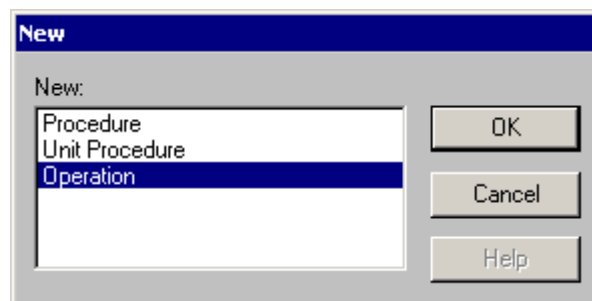 New
New:
Procedure
Unit Procedure
Operation
OK
Cancel
Help